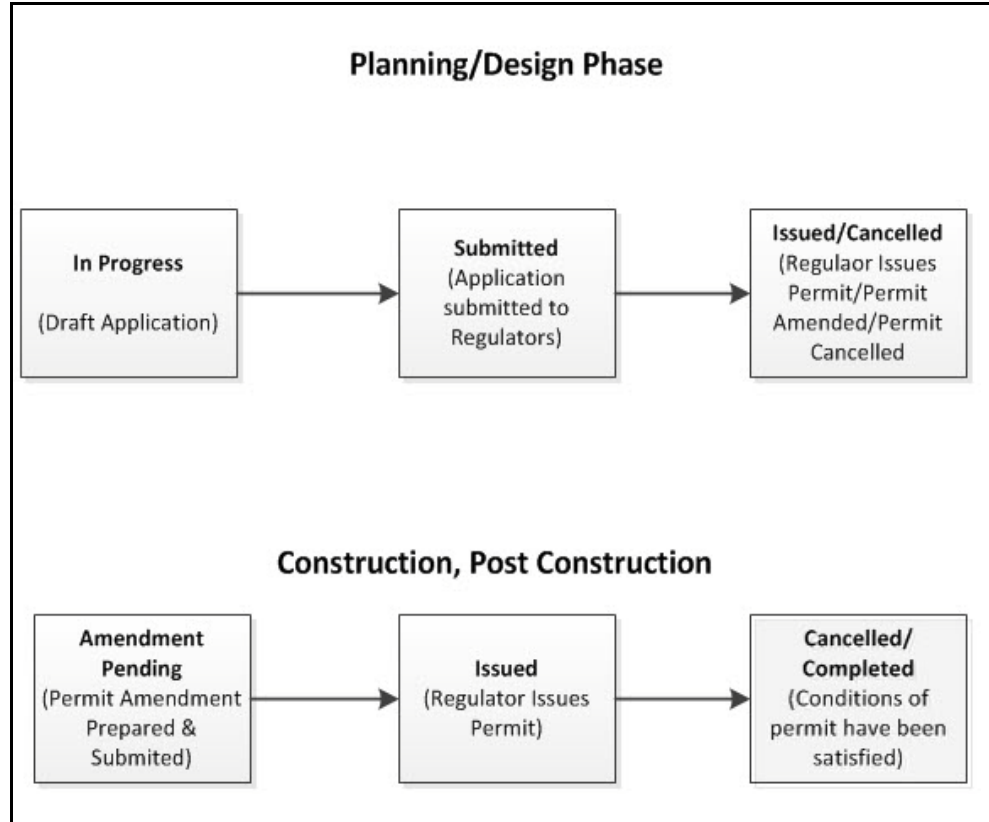 Planning/Design Phase
In Progress
(Draft Application)
Submitted
(Application
submitted to
Regulators)
Issued/Cancelled
(Regulaor Issues
Permit/Permit
Amended/Permit
Cancelled
Construction, Post Construction
Amendment
Pending
(Permit Amendment
Prepared &
Submited)
Issued
(Regulator Issues
Permit)
Cancelled/
Completed
(Conditions of
permit have been
satisfied)